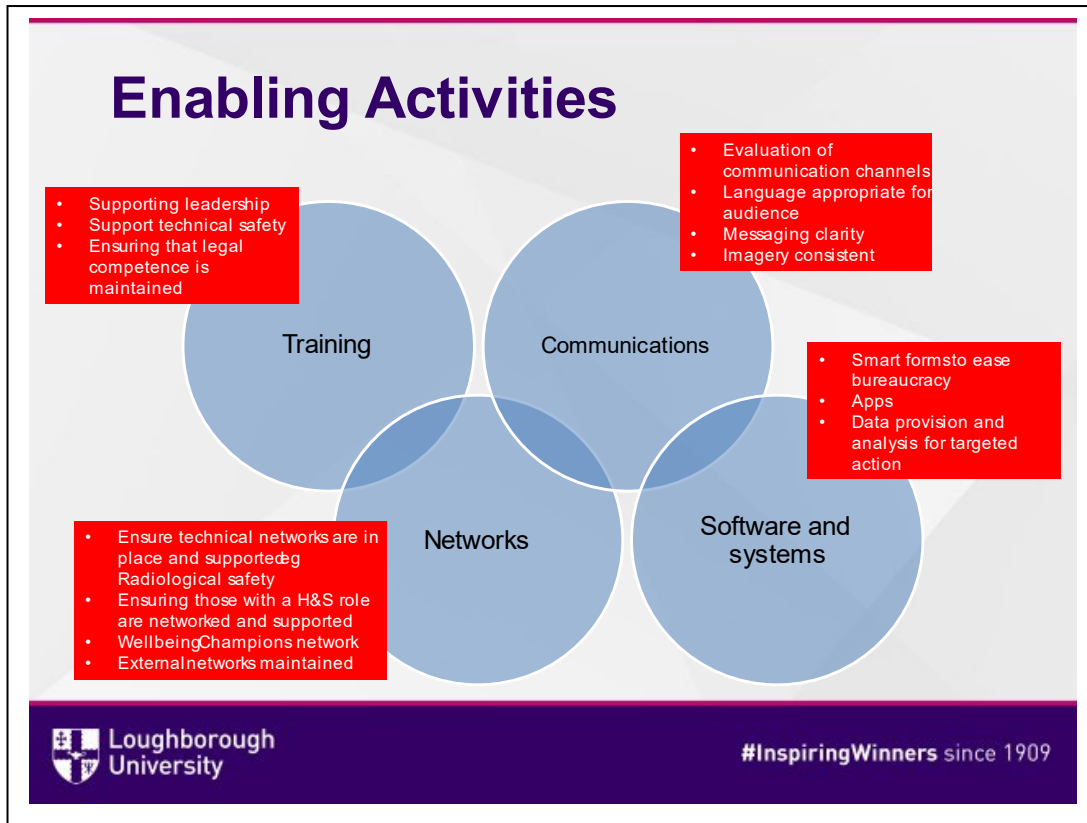 Enabling Activities
• Evaluation of
communication channels
• Language appropriate for
audience
• Messaging clarity
• Imagery consistent
• Supporting leadership
• Support technical safety
• Ensuring that legal
competence is
maintained
Training
Communications
• Smart formsto ease
bureaucracy
• Apps
• Data provision and
analysis for targeted
action
Networks
Software and
systems
• Ensure technical networks are in
place and supportedeg
Radiological safety
• Ensuring those with a H&S role
are networked and supported
• WellbeingChampions network
• Externalnetworks maintained
Loughborough
University
#InspiringWinners since 1909